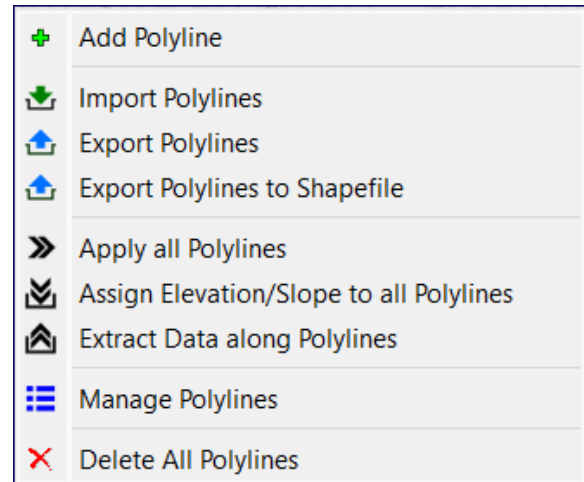 Add Polyline
Import Polylines
Export Polylines
Export Polylines to Shapefile
Apply all Polylines
Assign Elevation/Slope to all Polylines
Extract Data along Polylines
Manage Polylines
Delete All Polylines